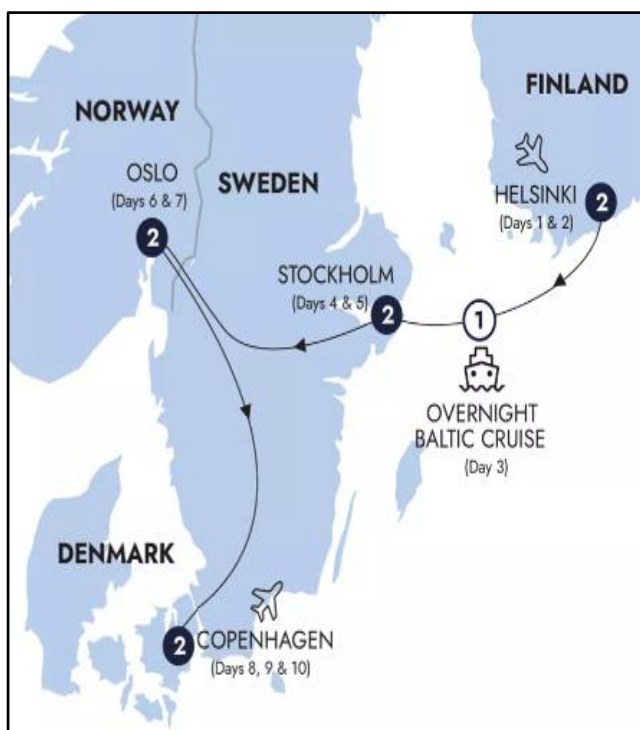 FINLAND
NORWAY
OSLO
(Days 6 & 7)
2
SWEDEN
HELSINKI
(Days 1 & 2)
2
STOCKHOLM
(Days 4 & 5)
2
1
OVERNIGHT
BALTIC CRUISE
(Day 3)
DENMARK
2
COPENHAGEN
(Days 8, 9 & 10)